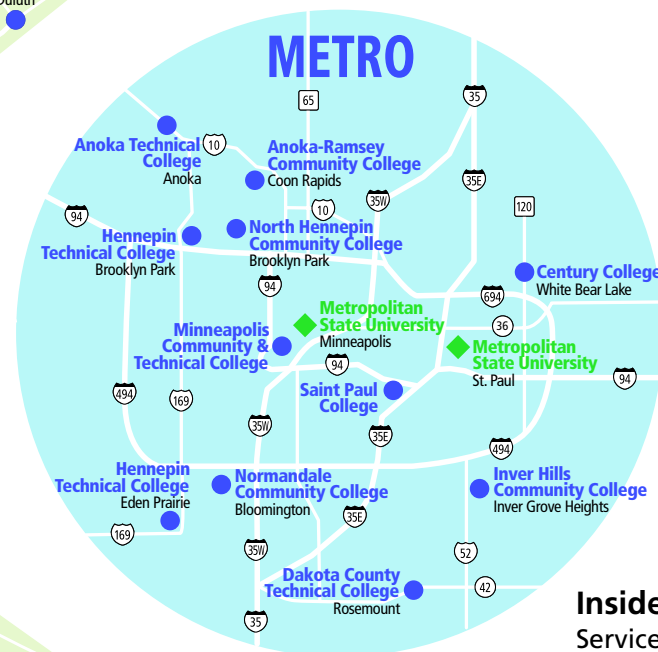 Duluth
METRO
65
35
Anoka Technical
College
Anoka
10
Anoka-Ramsey
Community College
Coon Rapids
35E
35W
10
120
94
Hennepin
Technical College
Brooklyn Park
North Hennepin
Community College
Brooklyn Park
Century College
White Bear Lake
94
694
Metropolitan
State University
Minneapolis
36
Minneapolis
Community &
Technical College
Metropolitan
State University
St. Paul
94
94
Saint Paul
College
494
169
35W
35E
494
Hennepin
Technical College
Eden Prairie
Normandale
Community College
Bloomington
Inver Hills
Community College
Inver Grove Heights
169
35E
35W
52
Dakota County
Technical College
Rosemount
42
35
Inside
Service